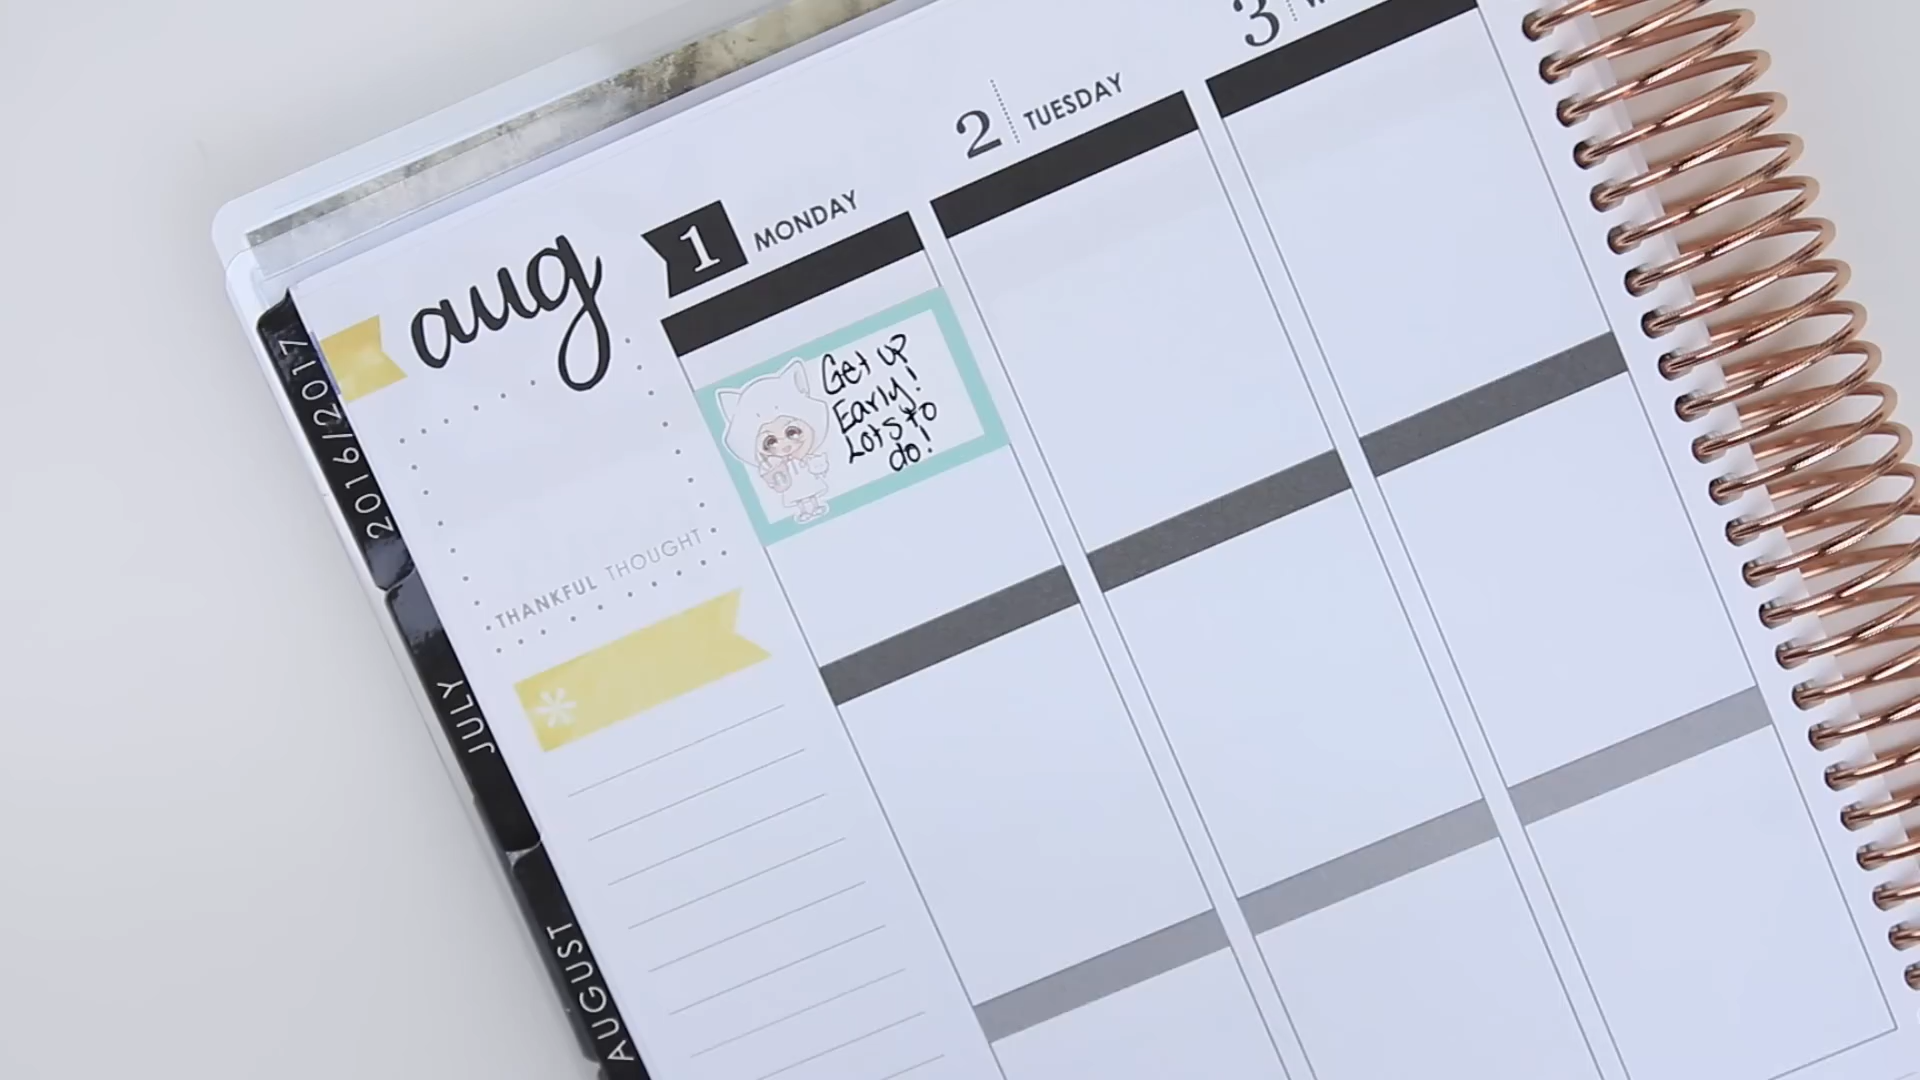 3
2 TUESDAY
1 MONDAY
aug
Get up
Early!
Lots to
do!
THANKFUL THOUGHT
2016/2017
JULY
AUGUST